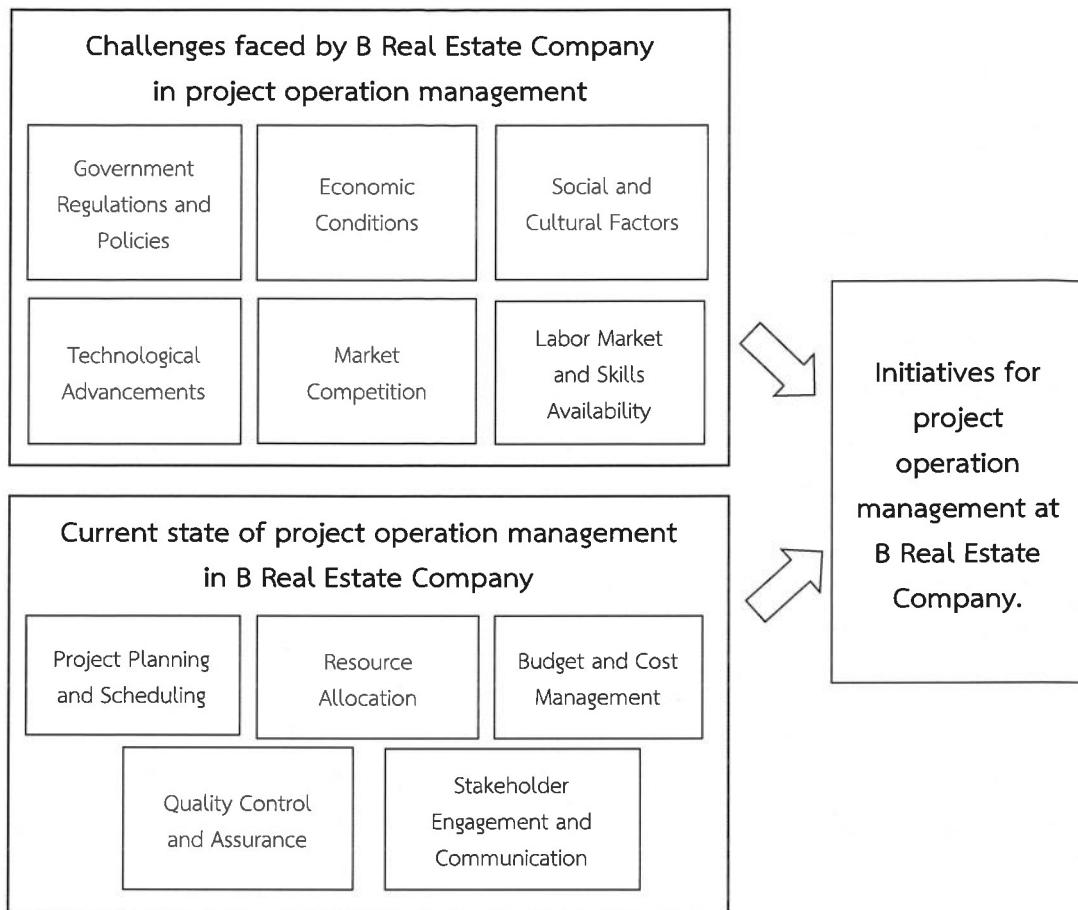 Challenges faced by B Real Estate Company
in project operation management
Government
Regulations and
Policies
Economic
Conditions
Social and
Cultural Factors
Technological
Advancements
Market
Competition
Labor Market
and Skills
Availability
Current state of project operation management
in B Real Estate Company
Project Planning
and Scheduling
Resource
Allocation
Budget and Cost
Management
Quality Control
and Assurance
Stakeholder
Engagement and
Communication
Initiatives for
project
operation
management at
B Real Estate
Company.